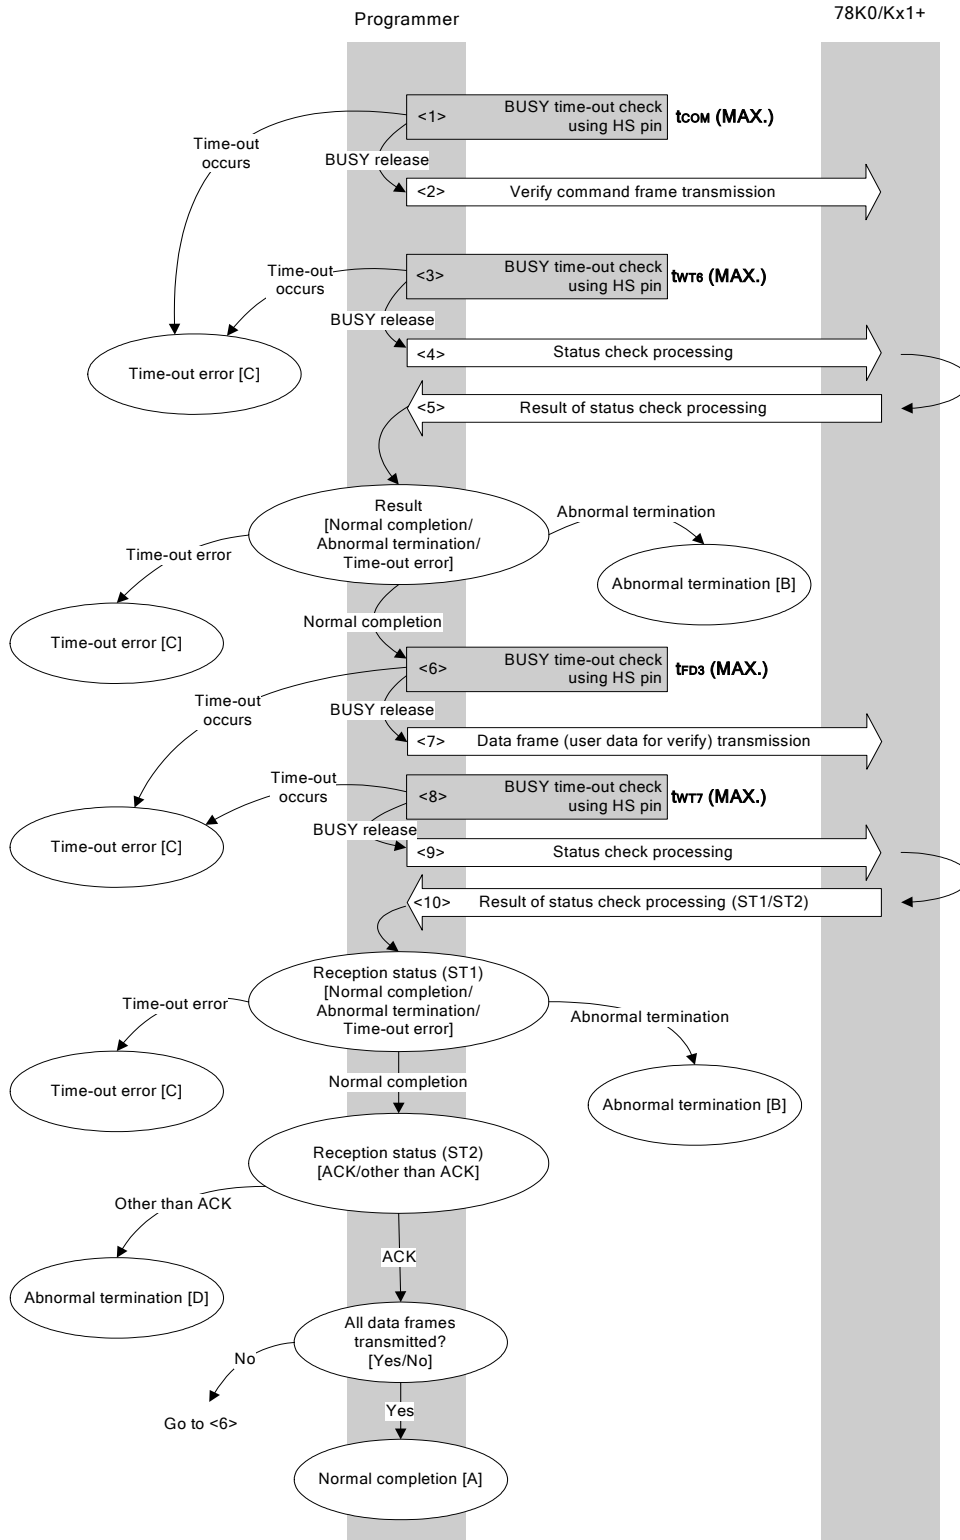 Programmer
78K0/Kx1+
<1> BUSY time-out check
using HS pin
tCOM (MAX.)
Time-out
occurs
BUSY release
<2> Verify command frame transmission
<3> BUSY time-out check
using HS pin
tWT6 (MAX.)
Time-out
occurs
BUSY release
<4> Status check processing
Time-out error [C]
<5> Result of status check processing
Result
[Normal completion/
Abnormal termination/
Time-out error]
Abnormal termination
Time-out error
Abnormal termination [B]
Normal completion
Time-out error [C]
<6> BUSY time-out check
using HS pin
tFD3 (MAX.)
Time-out
occurs
BUSY release
<7> Data frame (user data for verify) transmission
<8> BUSY time-out check
using HS pin
tWT7 (MAX.)
Time-out
occurs
BUSY release
Time-out error [C]
<9> Status check processing
<10> Result of status check processing (ST1/ST2)
Reception status (ST1)
[Normal completion/
Abnormal termination/
Time-out error]
Time-out error
Abnormal termination
Time-out error [C]
Normal completion
Abnormal termination [B]
Reception status (ST2)
[ACK/other than ACK]
Other than ACK
ACK
Abnormal termination [D]
All data frames
transmitted?
[Yes/No]
No
Go to <6>
Yes
Normal completion [A]